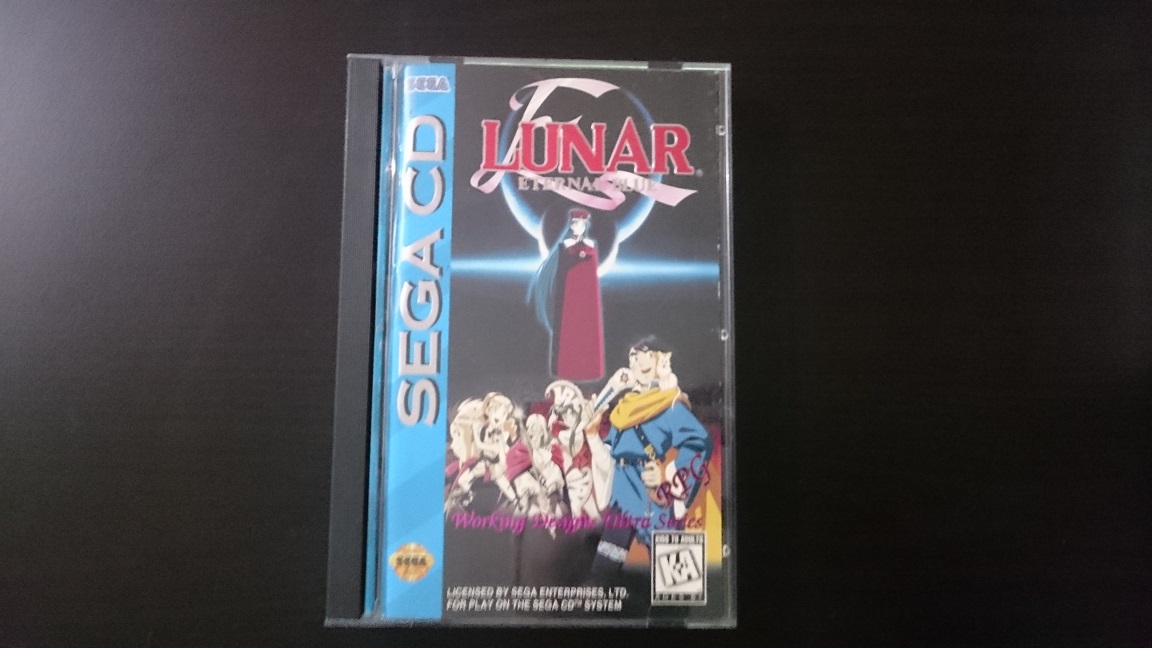 SEGA
SEGA CD
LUNAR®
ETERNAL BLUE
RPG
Working Designs Ultra Series
KIDS TO ADULTS
K-A
SEGA
LICENSED BY SEGA ENTERPRISES, LTD.
FOR PLAY ON THE SEGA CD™ SYSTEM